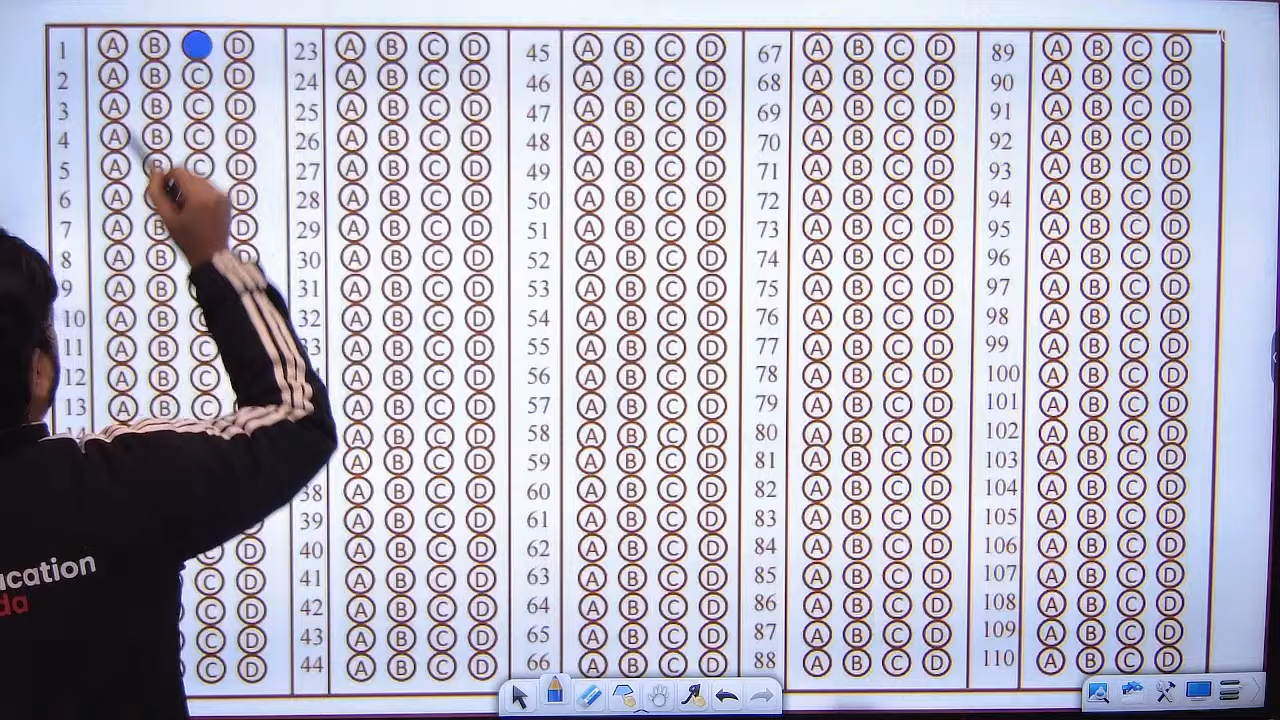 1 A B D 23 A B C D 45 A B C D 67 A B C D 89 A B C D
2 A B C D 24 A B C D 46 A B C D 68 A B C D 90 A B C D
3 A B C D 25 A B C D 47 A B C D 69 A B C D 91 A B C D
4 A B C D 26 A B C D 48 A B C D 70 A B C D 92 A B C D
5 A B C D 27 A B C D 49 A B C D 71 A B C D 93 A B C D
6 A D 28 A B C D 50 A B C D 72 A B C D 94 A B C D
7 A B D 29 A B C D 51 A B C D 73 A B C D 95 A B C D
8 A B D 30 A B C D 52 A B C D 74 A B C D 96 A B C D
9 A B 31 A B C D 53 A B C D 75 A B C D 97 A B C D
10 A B C 32 A B C D 54 A B C D 76 A B C D 98 A B C D
11 A B C 33 A B C D 55 A B C D 77 A B C D 99 A B C D
12 A B C A B C D 56 A B C D 78 A B C D 100 A B C D
13 A B C A B C D 57 A B C D 79 A B C D 101 A B C D
A B C D 58 A B C D 80 A B C D 102 A B C D
A B C D 59 A B C D 81 A B C D 103 A B C D
38 A B C D 60 A B C D 82 A B C D 104 A B C D
39 A B C D 61 A B C D 83 A B C D 105 A B C D
C D 40 A B C D 62 A B C D 84 A B C D 106 A B C D
C D 41 A B C D 63 A B C D 85 A B C D 107 A B C D
C D 42 A B C D 64 A B C D 86 A B C D 108 A B C D
C D 43 A B C D 65 A B C D 87 A B C D 109 A B C D
C D 44 A B C D 66 A B C D 88 A B C D 110 A B C D
ucation
da